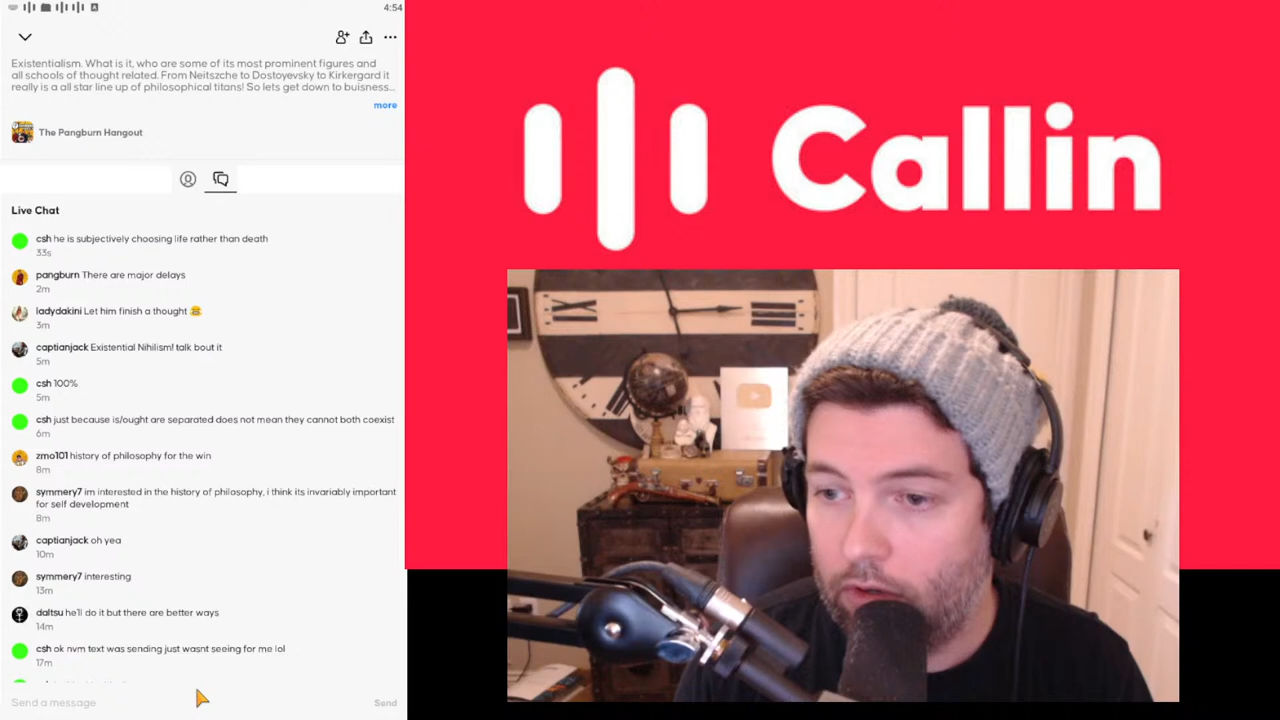 4:54
Existentialism. What is it, who are some of its most prominent figures and
all schools of thought related. From Neitszche to Dostoyevsky to Kirkergard it
really is a all star line up of philosophical titans! So lets get down to buisness...
more
The Pangburn Hangout
Live Chat
csh he is subjectively choosing life rather than death
33s
pangburn There are major delays
2m
ladydakini Let him finish a thought
3m
captianjack Existential Nihilism! talk bout it
5m
csh 100%
5m
csh just because is/ought are separated does not mean they cannot both coexist
6m
zmo101 history of philosophy for the win
8m
symmery7 im interested in the history of philosophy, i think its invariably important
for self development
8m
captianjack oh yea
10m
symmery7 interesting
13m
daltsu he'll do it but there are better ways
14m
csh ok nvm text was sending just wasnt seeing for me lol
17m
Send a message
Send
Callin